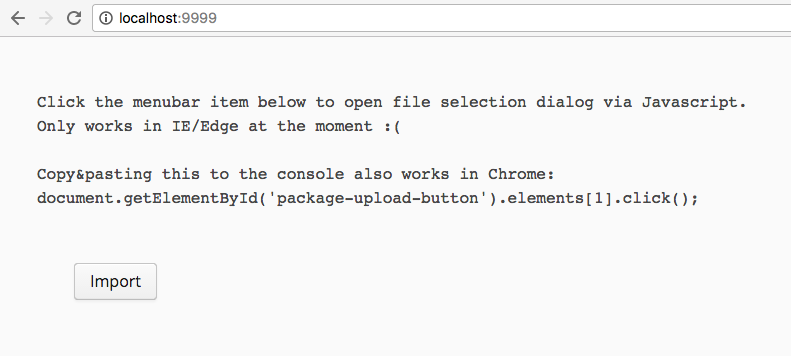 localhost:9999
Click the menubar item below to open file selection dialog via Javascript.
Only works in IE/Edge at the moment :(
Copy&pasting this to the console also works in Chrome:
document.getElementById('package-upload-button').elements[1].click();
Import